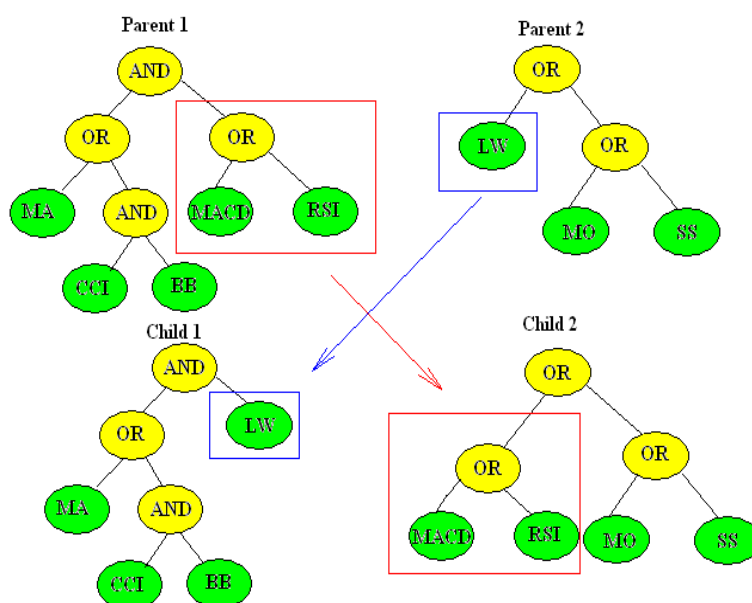 Parent 1
Parent 2
AND
OR
OR
OR
LW
OR
MA
AND
MACD
RSI
MO
SS
CCI
BB
Child 1
Child 2
AND
OR
OR
LW
OR
OR
MA
AND
MACD
RSI
MO
SS
CCI
BB